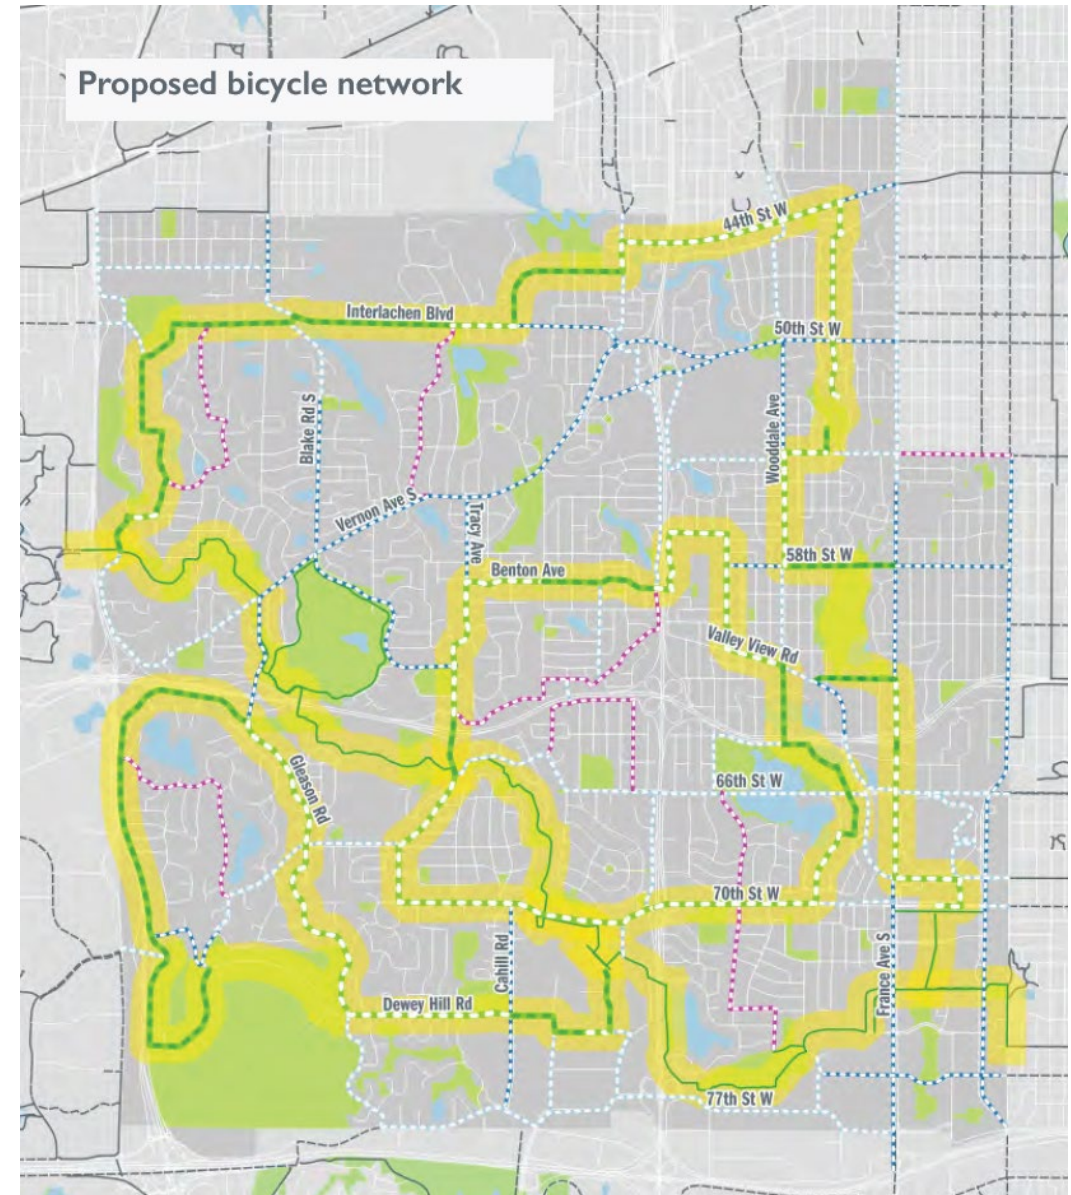 Proposed bicycle network
44th St W
Interlachen Blvd
50th St W
Blake Rd S
Wooddale Ave
Vernon Ave S
Tracy Ave
58th St W
Benton Ave
Valley View Rd
Gleason Rd
66th St W
70th St W
Cahill Rd
France Ave S
Dewey Hill Rd
77th St W